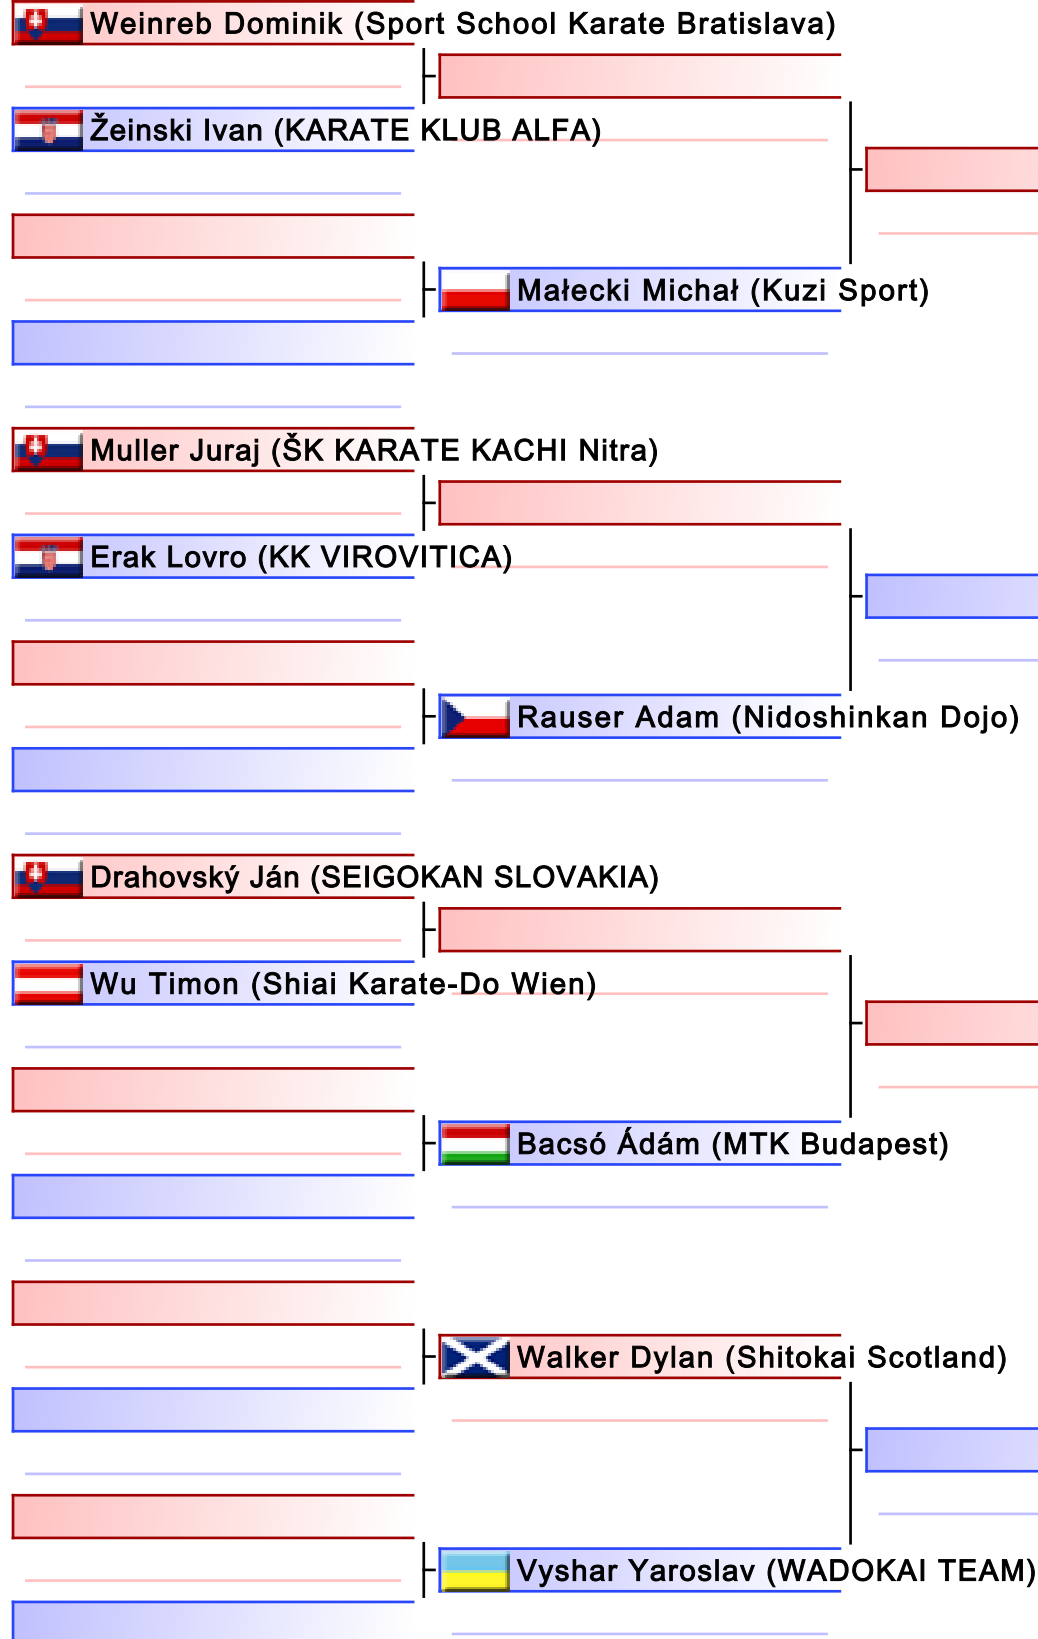 Weinreb Dominik (Sport School Karate Bratislava)
Žeinski Ivan (KARATE KLUB ALFA)
Małecki Michał (Kuzi Sport)
Muller Juraj (ŠK KARATE KACHI Nitra)
Erak Lovro (KK VIROVITICA)
Rauser Adam (Nidoshinkan Dojo)
Drahovský Ján (SEIGOKAN SLOVAKIA)
Wu Timon (Shiai Karate-Do Wien)
Bacsó Ádám (MTK Budapest)
Walker Dylan (Shitokai Scotland)
Vyshar Yaroslav (WADOKAI TEAM)